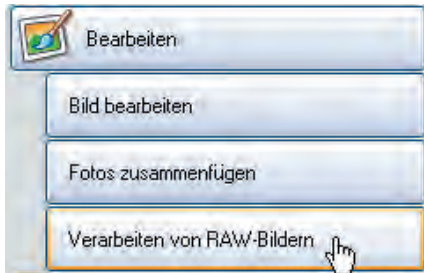 Bearbeiten
Bild bearbeiten
Fotos zusammenfügen
Verarbeiten von RAW-Bildern